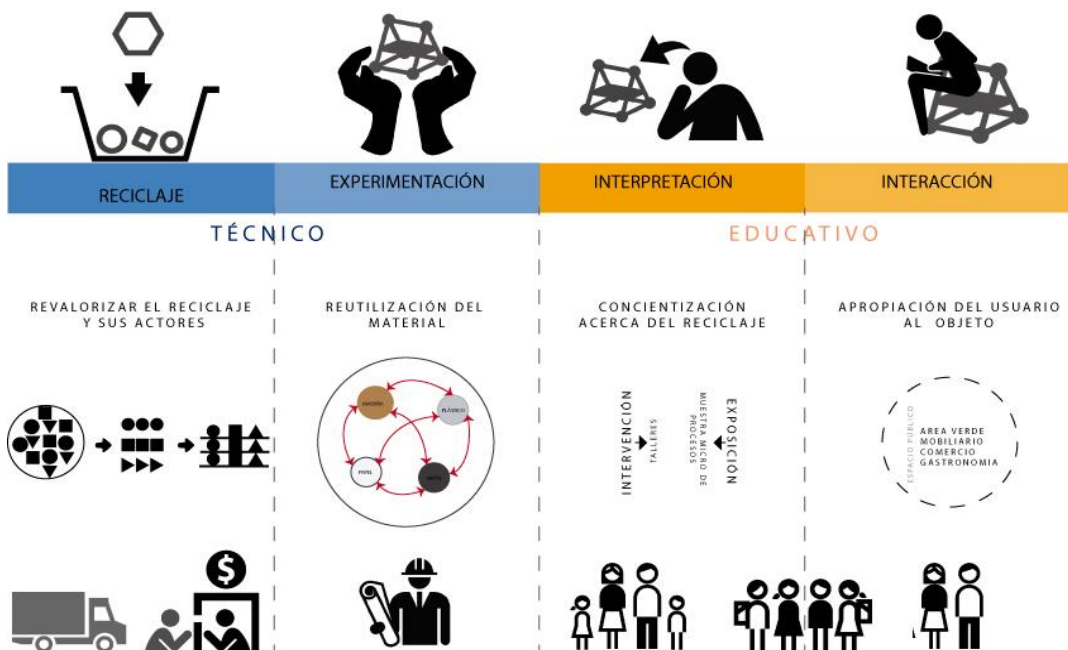 RECICLAJE
EXPERIMENTACIÓN
INTERPRETACIÓN
INTERACCIÓN
TÉCNICO
EDUCATIVO
REVALORIZAR EL RECICLAJE
Y SUS ACTORES
REUTILIZACIÓN DEL
MATERIAL
CONCIENTIZACIÓN
ACERCA DEL RECICLAJE
APROPIACIÓN DEL USUARIO
AL OBJETO
PLÁSTICO
PAPEL
INTERVENCIÓN
TALLERES
MUESTRA MICRO DE
PROCESOS
EXPOSICIÓN
ESPACIO PÚBLICO
AREA VERDE
MOBILIARIO
COMERCIO
GASTRONOMIA
$